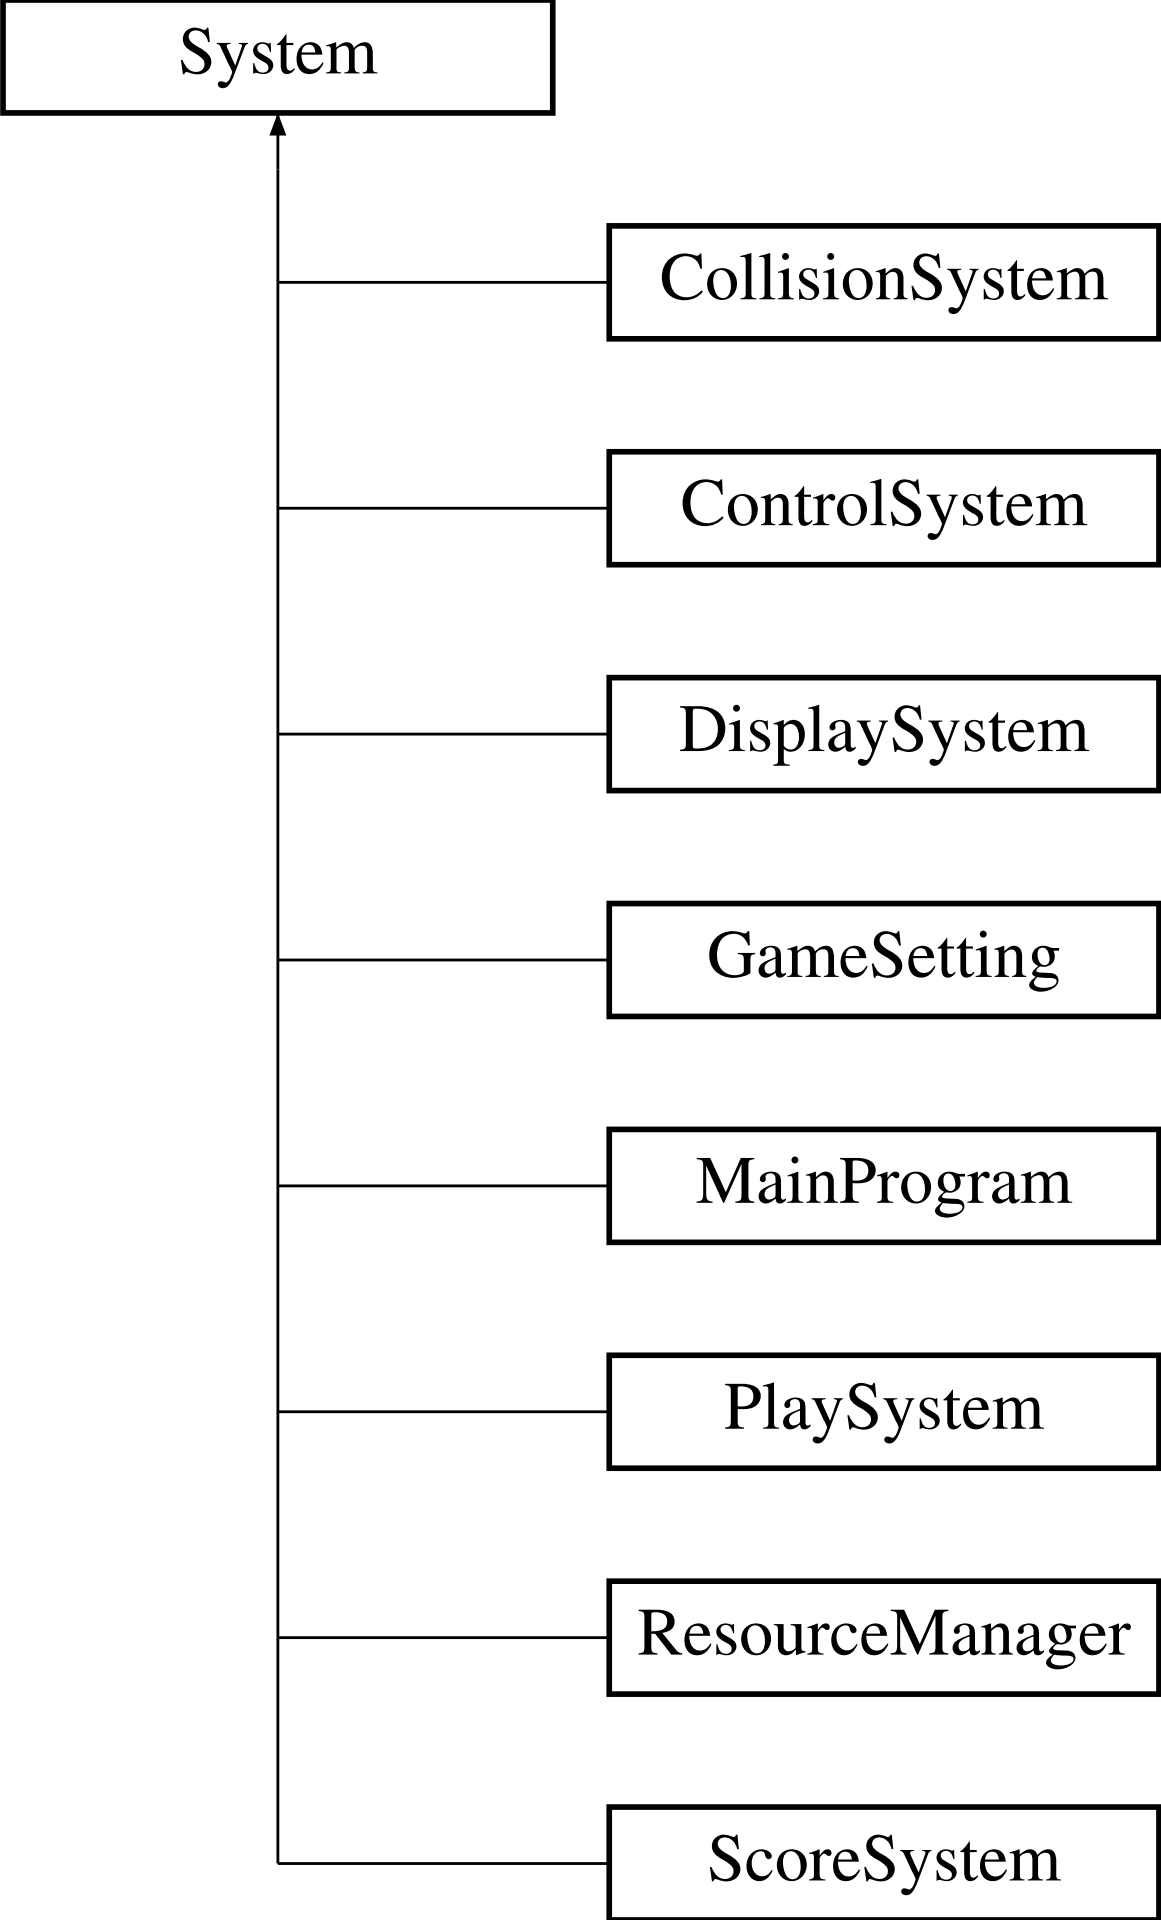 System
CollisionSystem
ControlSystem
DisplaySystem
GameSetting
MainProgram
PlaySystem
ResourceManager
ScoreSystem